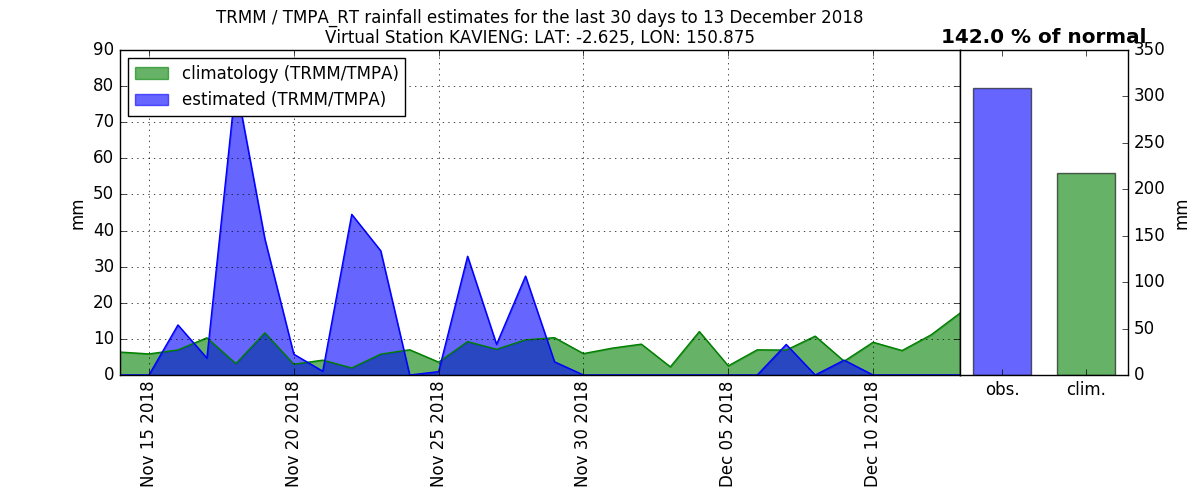 TRMM / TMPA_RT rainfall estimates for the last 30 days to 13 December 2018
Virtual Station KAVIENG: LAT: -2.625, LON: 150.875
142.0 % of normal
climatology (TRMM/TMPA)
estimated (TRMM/TMPA)
90
80
70
60
50
40
30
20
10
0
mm
Nov 15 2018
Nov 20 2018
Nov 25 2018
Nov 30 2018
Dec 05 2018
Dec 10 2018
obs.
clim.
350
300
250
200
150
100
50
0
mm